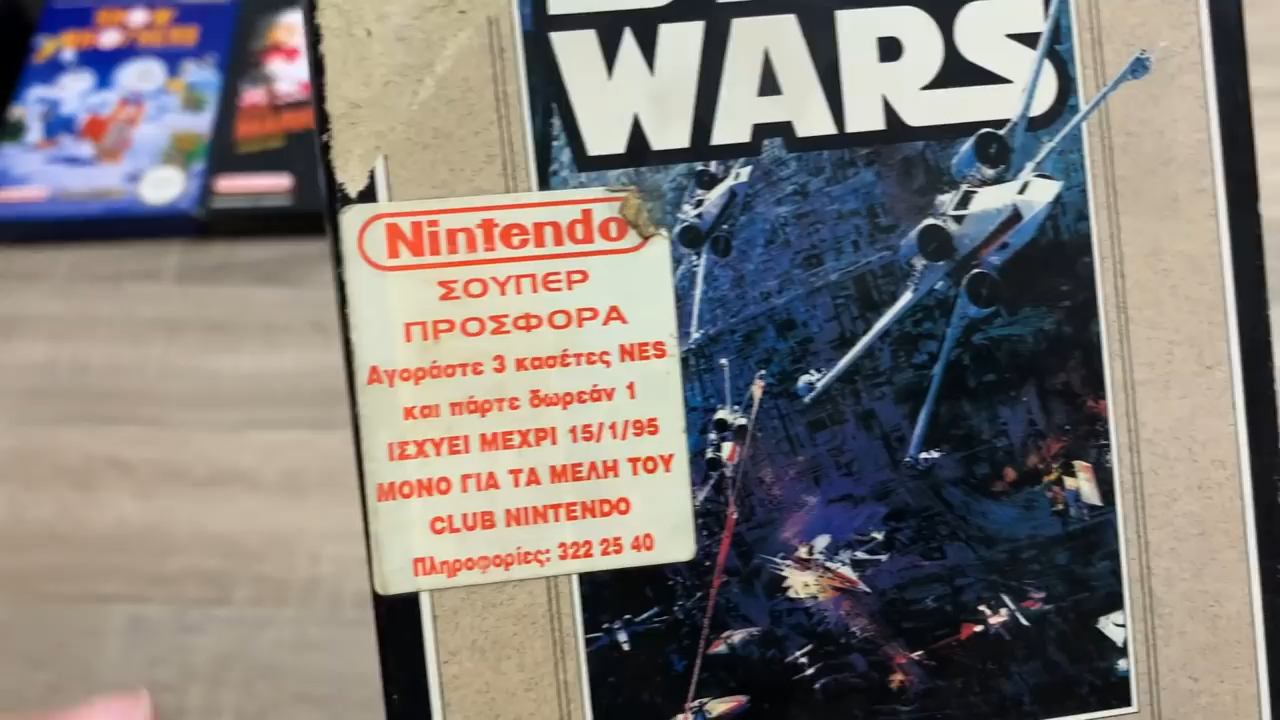 WARS
Nintendo
ΣΟΥΠΕΡ
ΠΡΟΣΦΟΡΑ
Αγοράστε 3 κασέτες NES
και πάρτε δωρεάν 1
ΙΣΧΥΕΙ ΜΕΧΡΙ 15/1/95
ΜΟΝΟ ΓΙΑ ΤΑ ΜΕΛΗ ΤΟΥ
CLUB NINTENDO
Πληροφορίες: 322 25 40